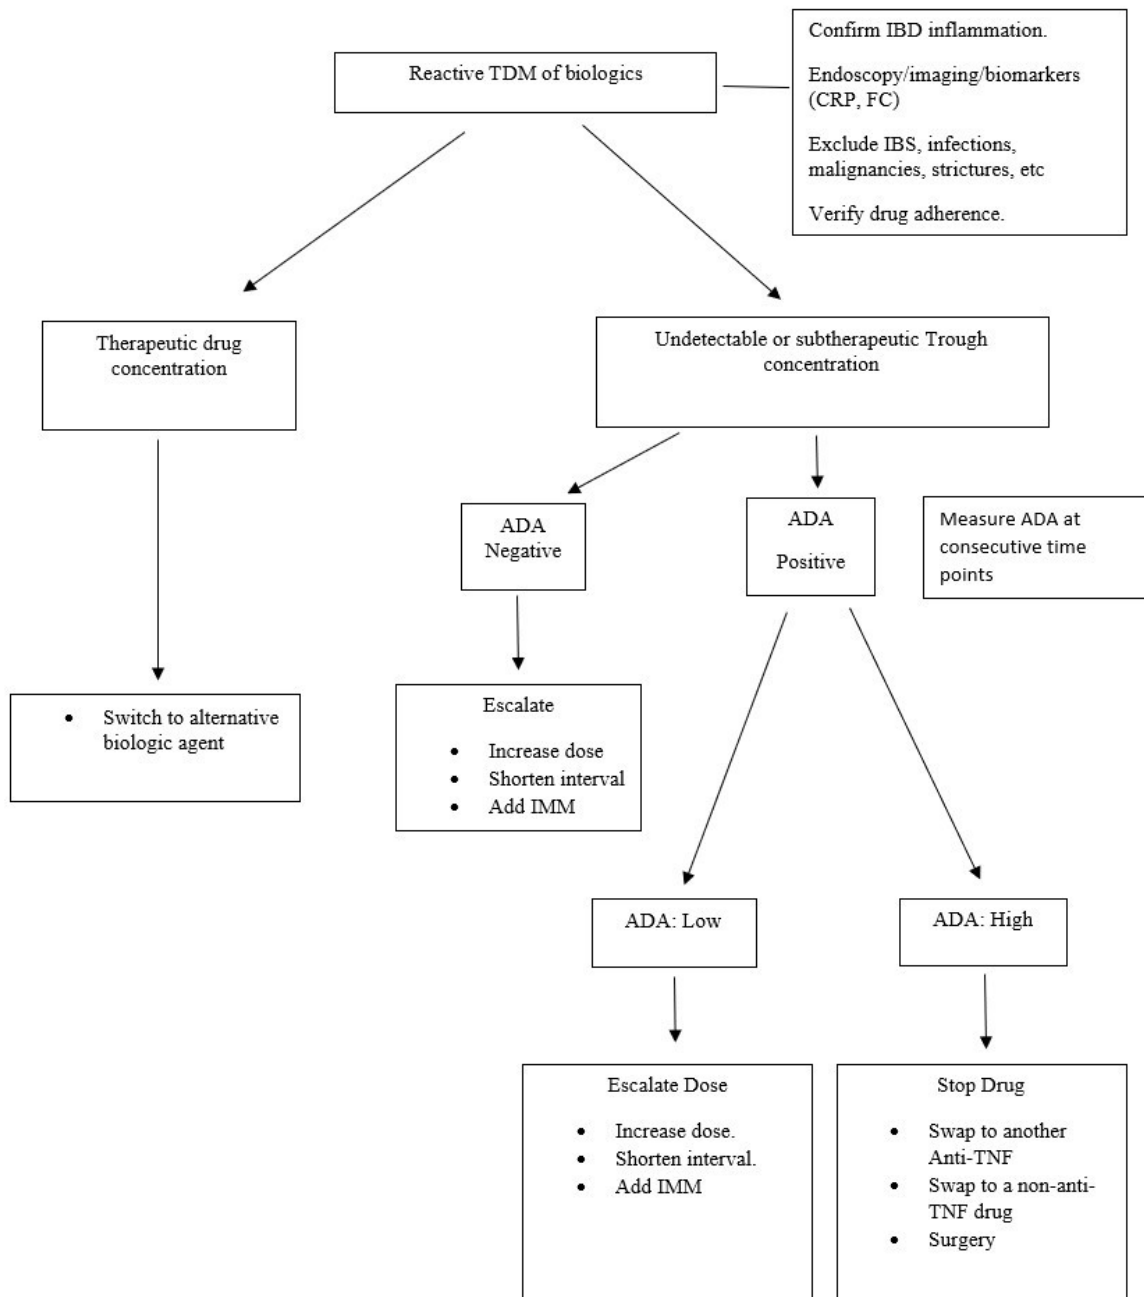 Reactive TDM of biologics
Confirm IBD inflammation.
Endoscopy/imaging/biomarkers
(CRP, FC)
Exclude IBS, infections,
malignancies, strictures, etc
Verify drug adherence.
Therapeutic drug
concentration
Undetectable or subtherapeutic Trough
concentration
ADA
Negative
ADA
Positive
Measure ADA at
consecutive time
points
• Switch to alternative
biologic agent
Escalate
• Increase dose
• Shorten interval
• Add IMM
ADA: Low
ADA: High
Escalate Dose
• Increase dose.
• Shorten interval.
• Add IMM
Stop Drug
• Swap to another
Anti-TNF
• Swap to a non-anti-
TNF drug
• Surgery